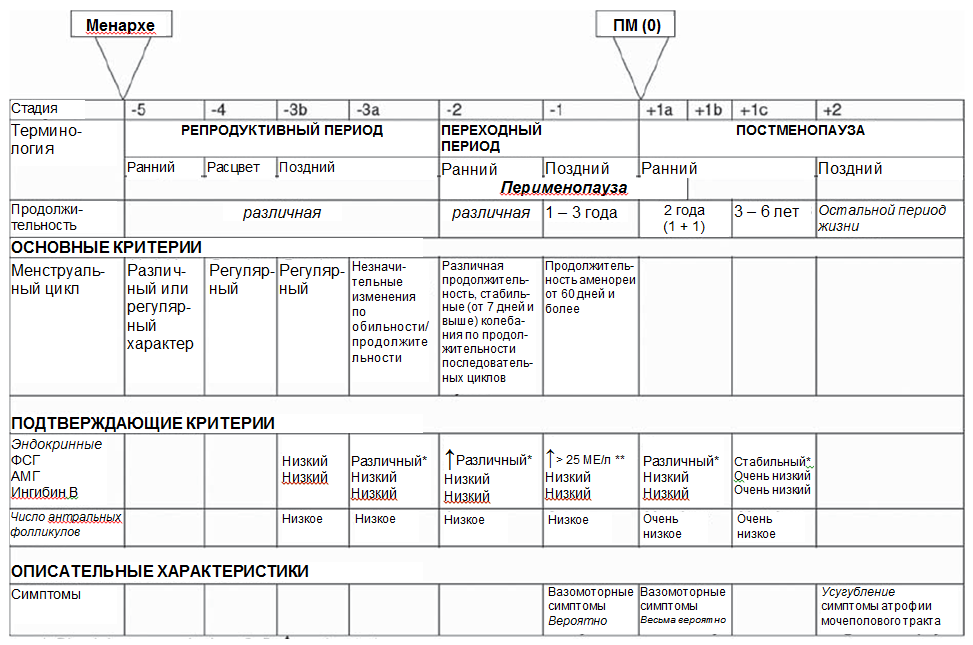 Менархе
ПМ (0)
Стадия -5 -4 -3b -3a -2 -1 +1a +1b +1c +2
Термино-
логия
РЕПРОДУКТИВНЫЙ ПЕРИОД
ПЕРЕХОДНЫЙ
ПЕРИОД
ПОСТМЕНОПАУЗА
Ранний Расцвет Поздний Ранний Поздний Ранний Поздний
Перименопауза
Продолжи-
тельность
различная
различная
1 – 3 года
2 года
(1 + 1)
3 – 6 лет
Остальной период
жизни
ОСНОВНЫЕ КРИТЕРИИ
Менструаль-
ный цикл
Различ-
ный или
регуляр-
ный
характер
Регуляр-
ный
Регуляр-
ный
Незначи-
тельные
изменения
по
обильности/
продолжите
льности
Различная
продолжитель-
ность, стабиль-
ные (от 7 дней и
выше) колеба-
ния по продол-
жительности
последователь-
ных циклов
Продолжитель-
ность аменореи
от 60 дней и
более
ПОДТВЕРЖДАЮЩИЕ КРИТЕРИИ
Эндокринные
ФСГ
АМГ
Ингибин В
Низкий
Низкий
Различный*
Низкий
Низкий
↑Различный*
Низкий
Низкий
↑> 25 МЕ/л **
Низкий
Низкий
Различный*
Низкий
Низкий
Стабильный*
Очень низкий
Очень низкий
Число антральных
фолликулов
Низкое
Низкое
Низкое
Низкое
Очень
низкое
Очень
низкое
ОПИСАТЕЛЬНЫЕ ХАРАКТЕРИСТИКИ
Симптомы
Вазомоторные
симптомы
Вероятно
Вазомоторные
симптомы
Весьма вероятно
Усугубление
симптомы атрофии
мочеполового тракта